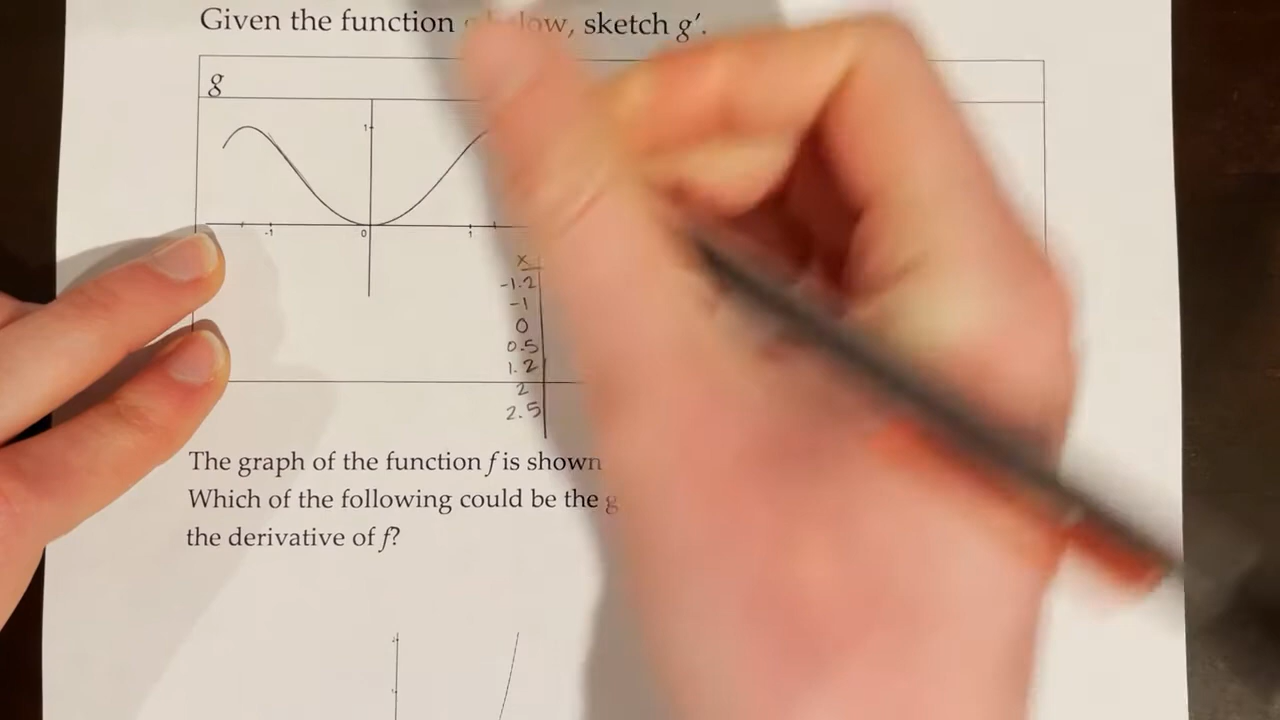 Given the function low, sketch g′.
g
1
-1 0 1
x
-1.2
-1
0
0.5
1.2
2
2.5
The graph of the function f is shown
Which of the following could be the
the derivative of f?